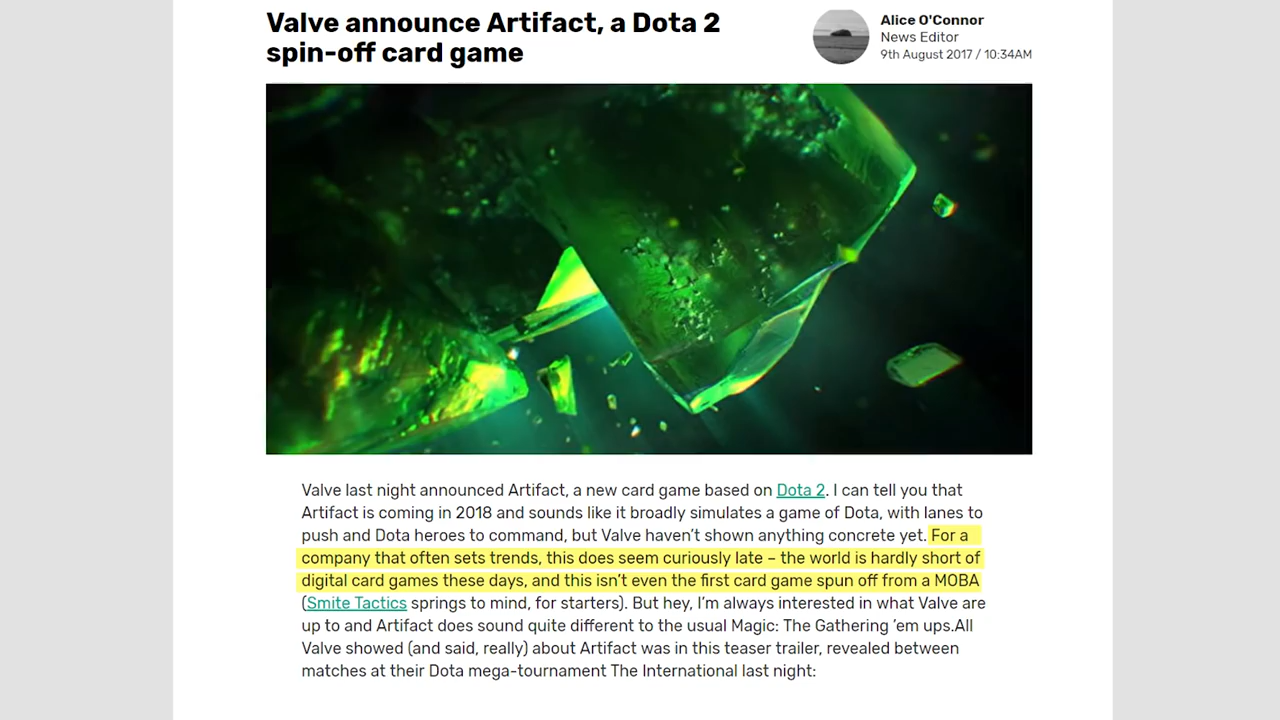 Valve announce Artifact, a Dota 2
spin-off card game
Alice O'Connor
News Editor
9th August 2017 / 10:34AM
Valve last night announced Artifact, a new card game based on Dota 2. I can tell you that
Artifact is coming in 2018 and sounds like it broadly simulates a game of Dota, with lanes to
push and Dota heroes to command, but Valve haven’t shown anything concrete yet. For a
company that often sets trends, this does seem curiously late – the world is hardly short of
digital card games these days, and this isn’t even the first card game spun off from a MOBA
(Smite Tactics springs to mind, for starters). But hey, I’m always interested in what Valve are
up to and Artifact does sound quite different to the usual Magic: The Gathering ’em ups.All
Valve showed (and said, really) about Artifact was in this teaser trailer, revealed between
matches at their Dota mega-tournament The International last night: